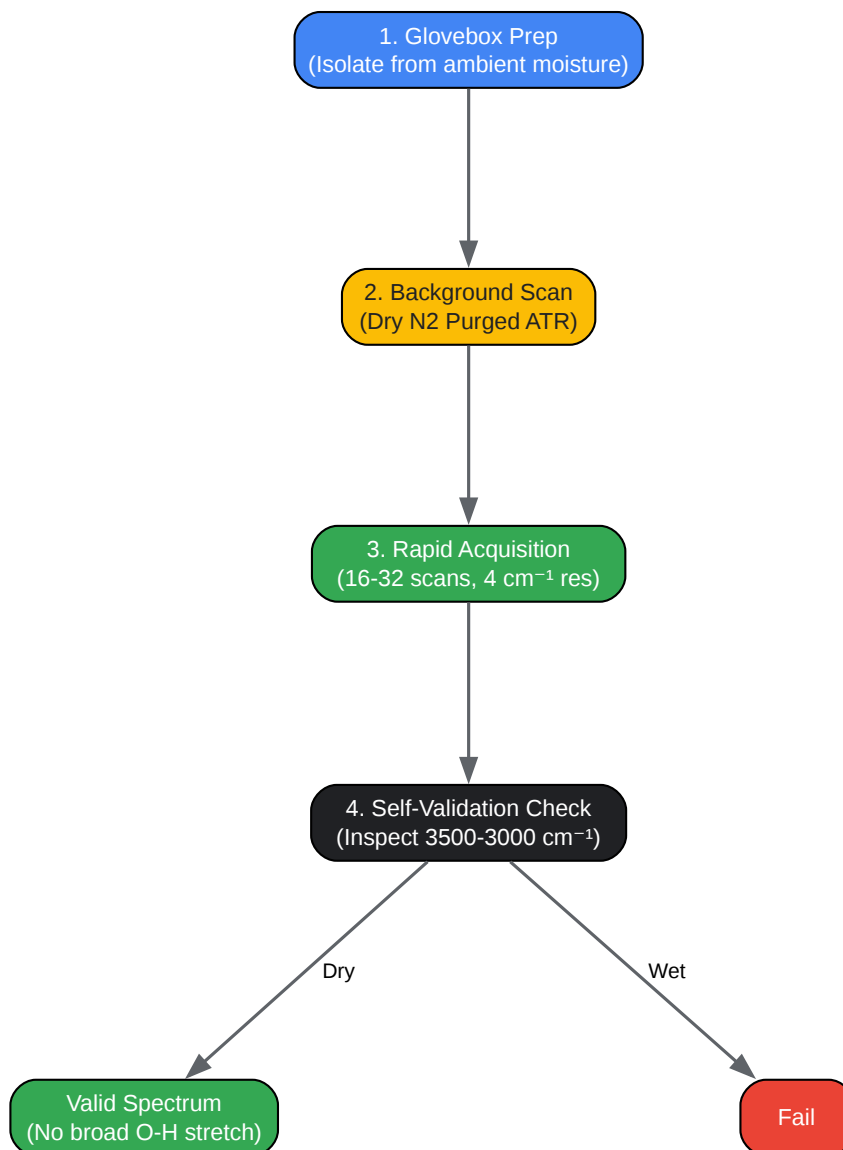 1. Glovebox Prep
(Isolate from ambient moisture)
2. Background Scan
(Dry N2 Purged ATR)
3. Rapid Acquisition
(16-32 scans, 4 cm⁻¹ res)
4. Self-Validation Check
(Inspect 3500-3000 cm⁻¹)
Dry
Wet
Valid Spectrum
(No broad O-H stretch)
Fail